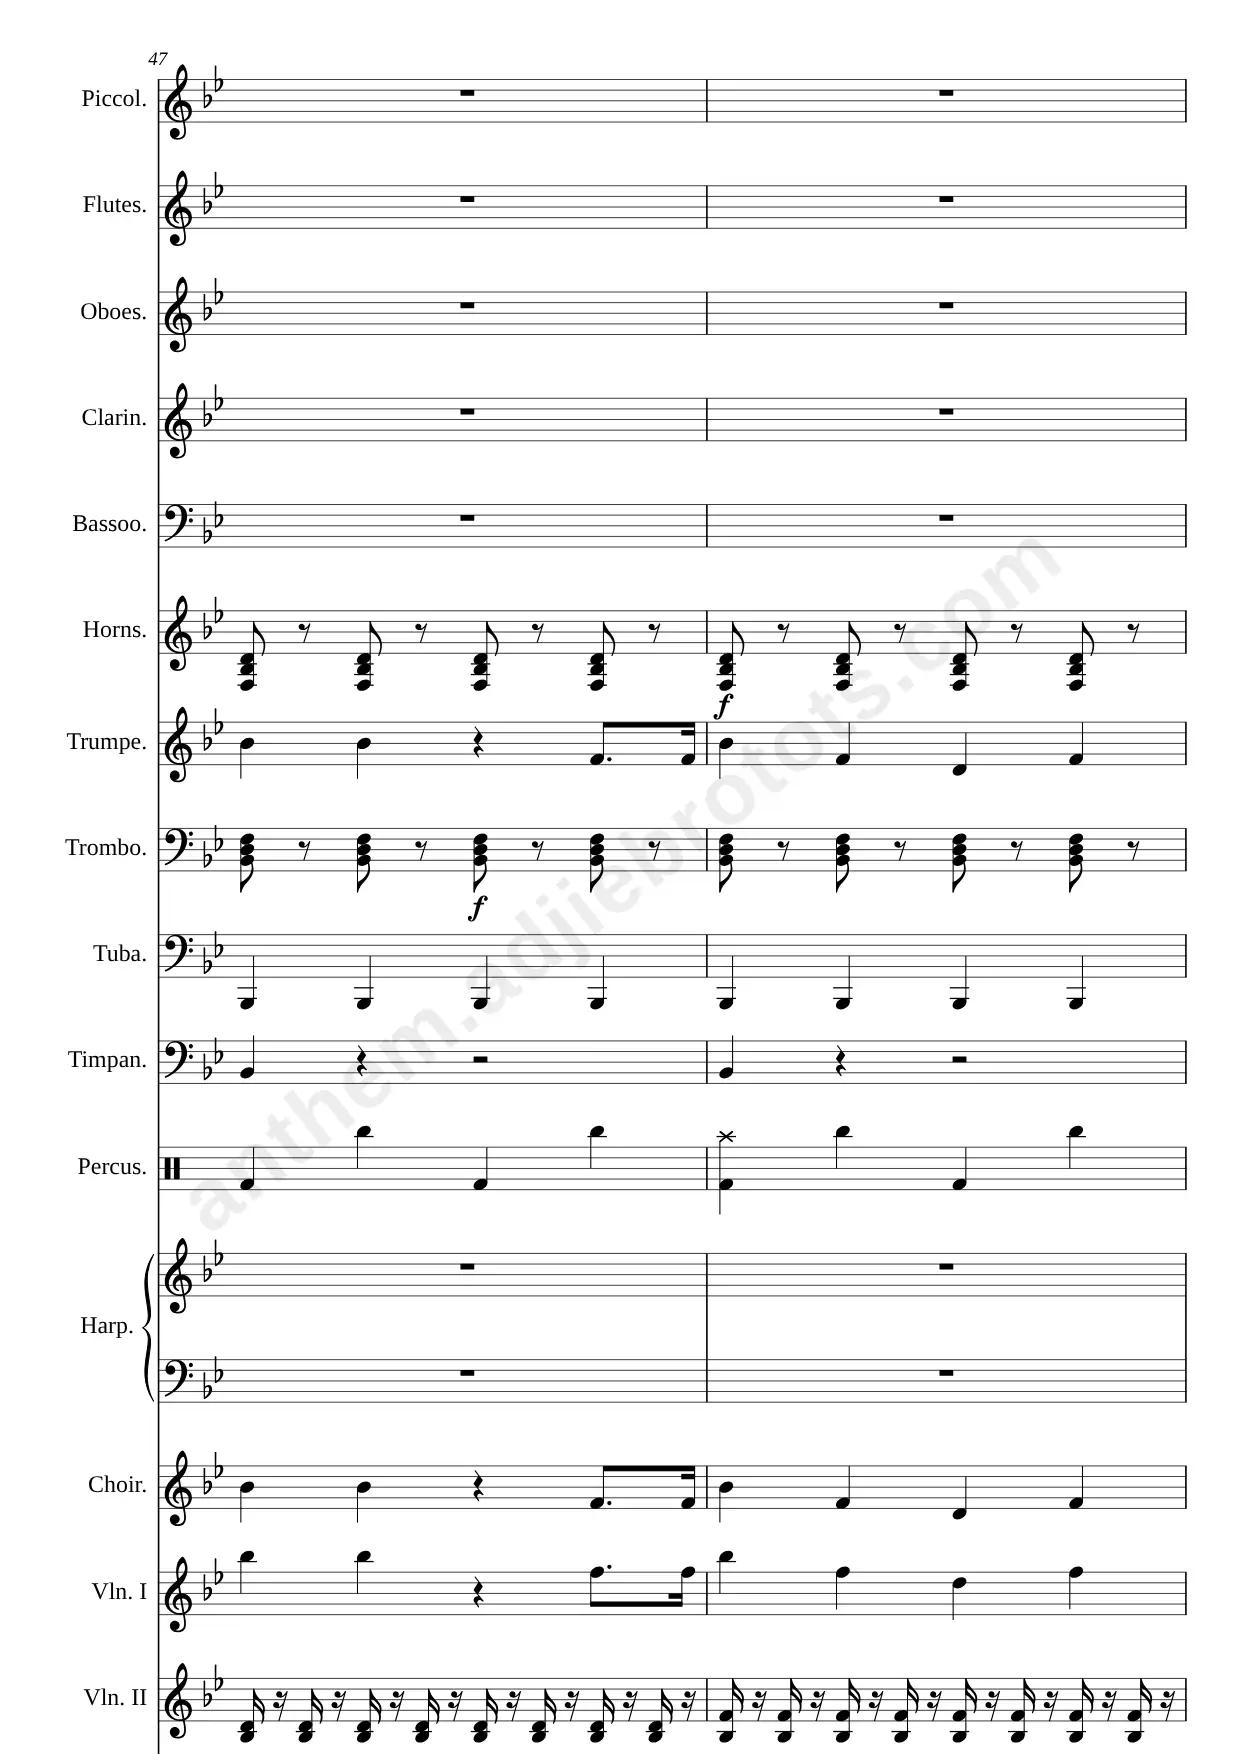 47
Piccol.
Flutes.
Oboes.
Clarin.
Bassoo.
Horns.
f
Trumpe.
Trombo.
f
Tuba.
Timpan.
Percus.
Harp.
Choir.
Vln. I
Vln. II
anthem.adjiebrotots.com